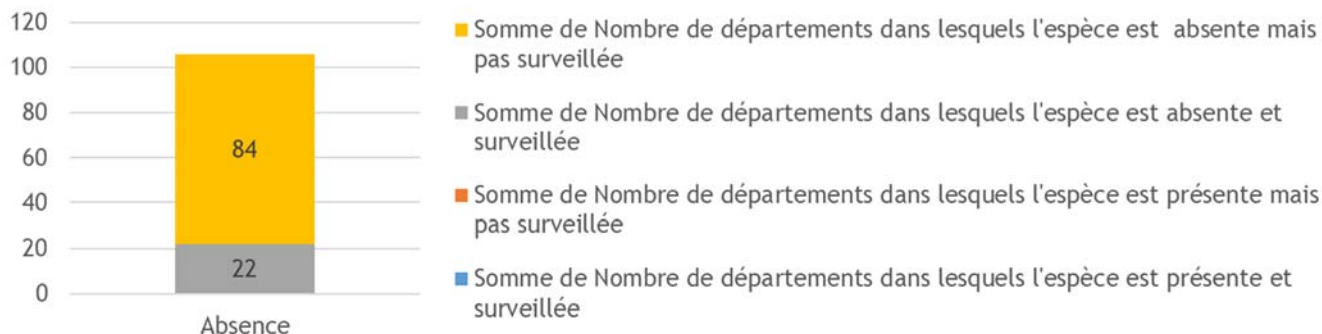 120
100
80
60
40
20
0
84
22
Absence
Somme de Nombre de départements dans lesquels l'espèce est  absente mais
pas surveillée
Somme de Nombre de départements dans lesquels l'espèce est absente et
surveillée
Somme de Nombre de départements dans lesquels l'espèce est présente mais
pas surveillée
Somme de Nombre de départements dans lesquels l'espèce est présente et
surveillée